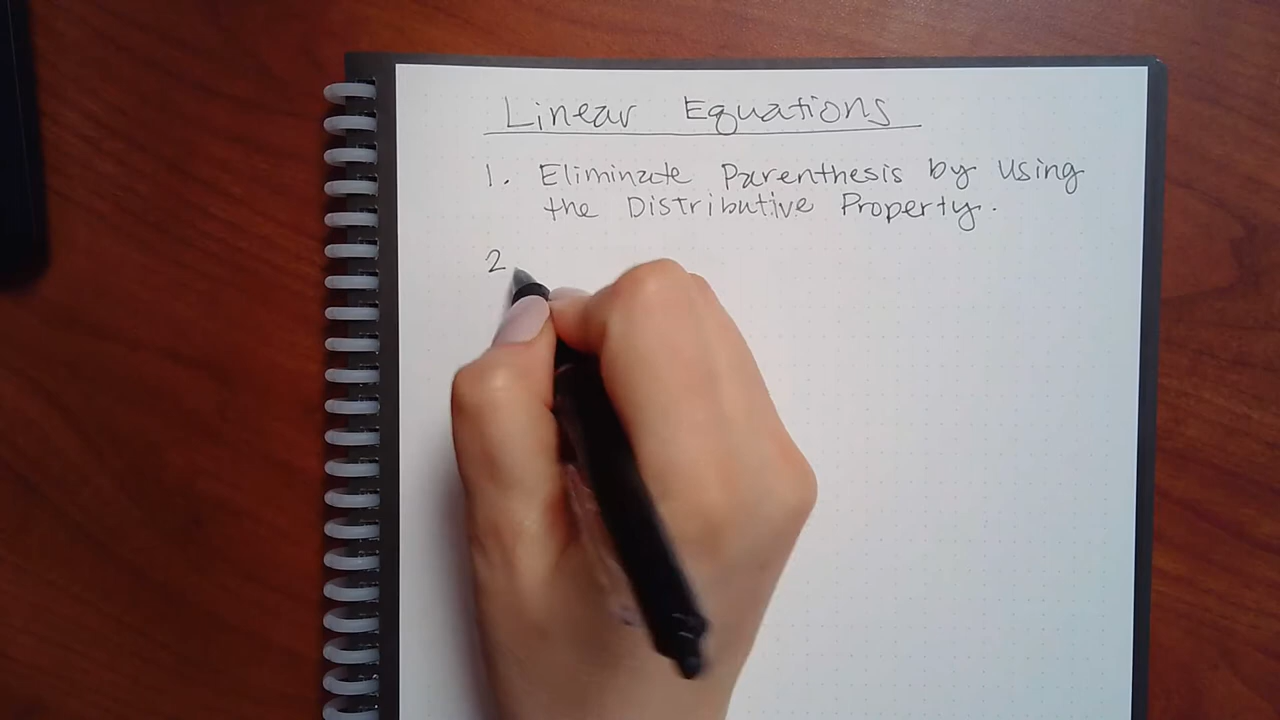 Linear Equations
1. Eliminate Parenthesis by using
the Distributive Property.
2